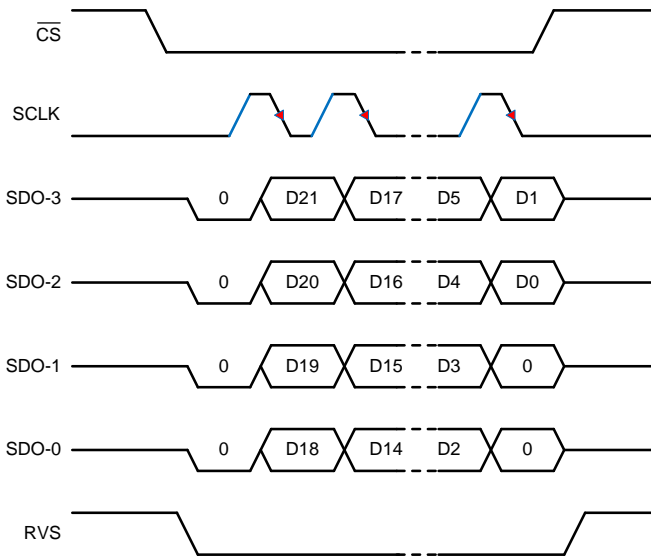 CS
SCLK
SDO-3 0 D21 D17 D5 D1
SDO-2 0 D20 D16 D4 D0
SDO-1 0 D19 D15 D3 0
SDO-0 0 D18 D14 D2 0
RVS